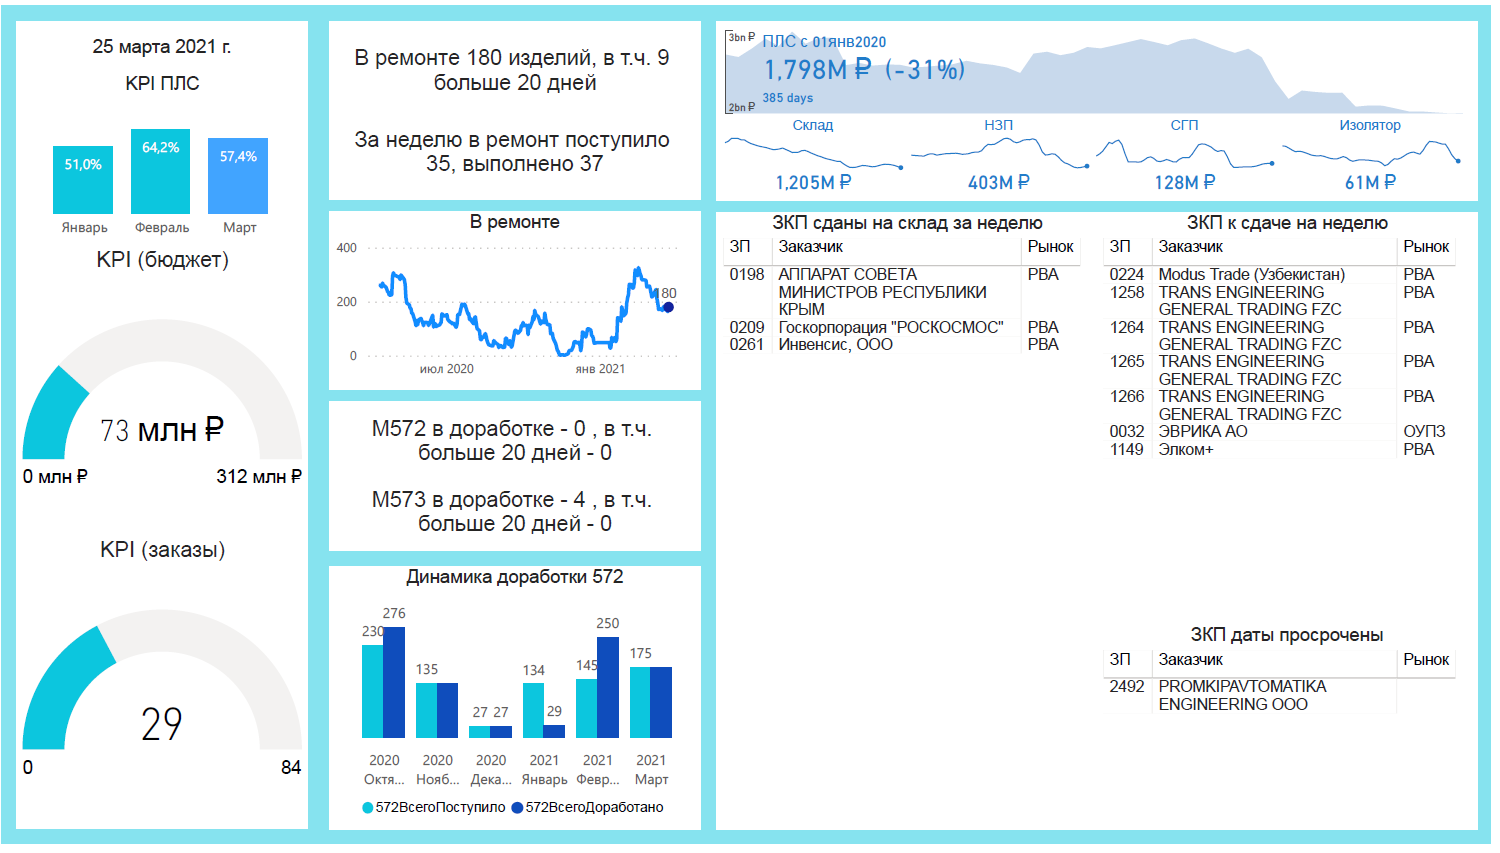 25 марта 2021 г.
KPI ПЛС
51,0%
64,2%
57,4%
Январь
Февраль
Март
KPI (бюджет)
73 млн ₽
0 млн ₽
312 млн ₽
KPI (заказы)
29
0
84
В ремонте 180 изделий, в т.ч. 9
больше 20 дней
За неделю в ремонт поступило
35, выполнено 37
В ремонте
400
200
0
80
июл 2020
янв 2021
М572 в доработке - 0 , в т.ч.
больше 20 дней - 0
М573 в доработке - 4 , в т.ч.
больше 20 дней - 0
Динамика доработки 572
230
276
135
27
27
134
29
145
250
175
2020
2020
2020
2021
2021
2021
Октя...
Нояб...
Дека...
Январь
Февр...
Март
572ВсегоПоступило
572ВсегоДоработано
3bn ₽
2bn ₽
ПЛС с 01янв2020
1,798M ₽ (-31%)
385 days
Склад
НЗП
СГП
Изолятор
1,205M ₽
403M ₽
128M ₽
61M ₽
ЗКП сданы на склад за неделю
ЗП Заказчик Рынок
0198 АППАРАТ СОВЕТА РВА
МИНИСТРОВ РЕСПУБЛИКИ
КРЫМ
0209 Госкорпорация "РОСКОСМОС" РВА
0261 Инвенсис, ООО РВА
ЗКП к сдаче на неделю
ЗП Заказчик Рынок
0224 Modus Trade (Узбекистан) РВА
1258 TRANS ENGINEERING РВА
GENERAL TRADING FZC
1264 TRANS ENGINEERING РВА
GENERAL TRADING FZC
1265 TRANS ENGINEERING РВА
GENERAL TRADING FZC
1266 TRANS ENGINEERING РВА
GENERAL TRADING FZC
0032 ЭВРИКА АО ОУПЗ
1149 Элком+ РВА
ЗКП даты просрочены
ЗП Заказчик Рынок
2492 PROMKIPAVTOMATIKA
ENGINEERING OOO